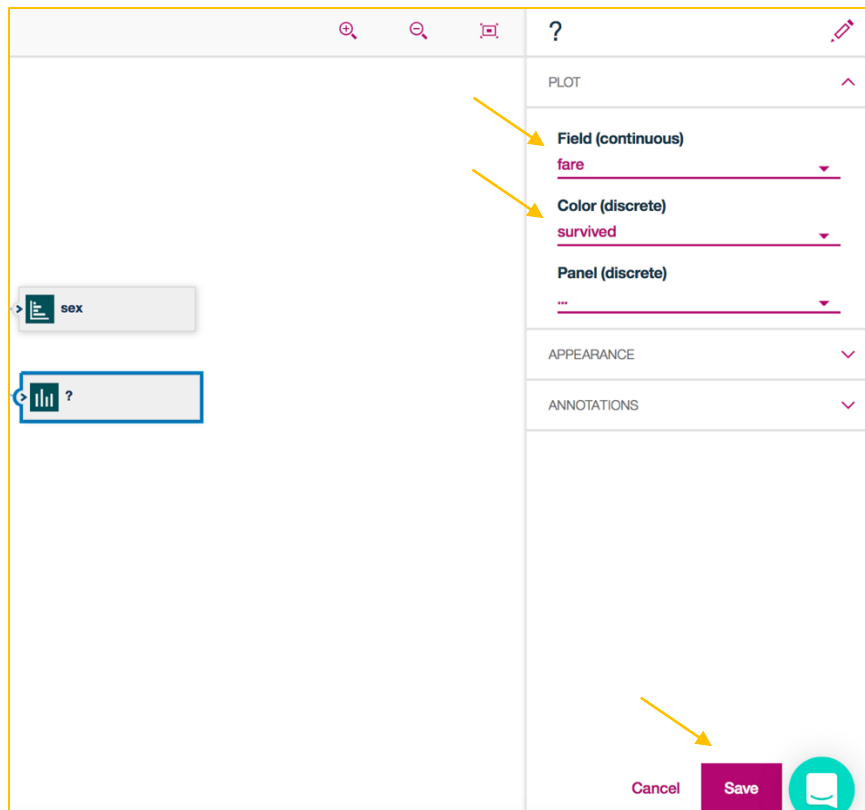 ?
PLOT
Field (continuous)
fare
Color (discrete)
survived
Panel (discrete)
...
sex
APPEARANCE
?
ANNOTATIONS
Cancel
Save